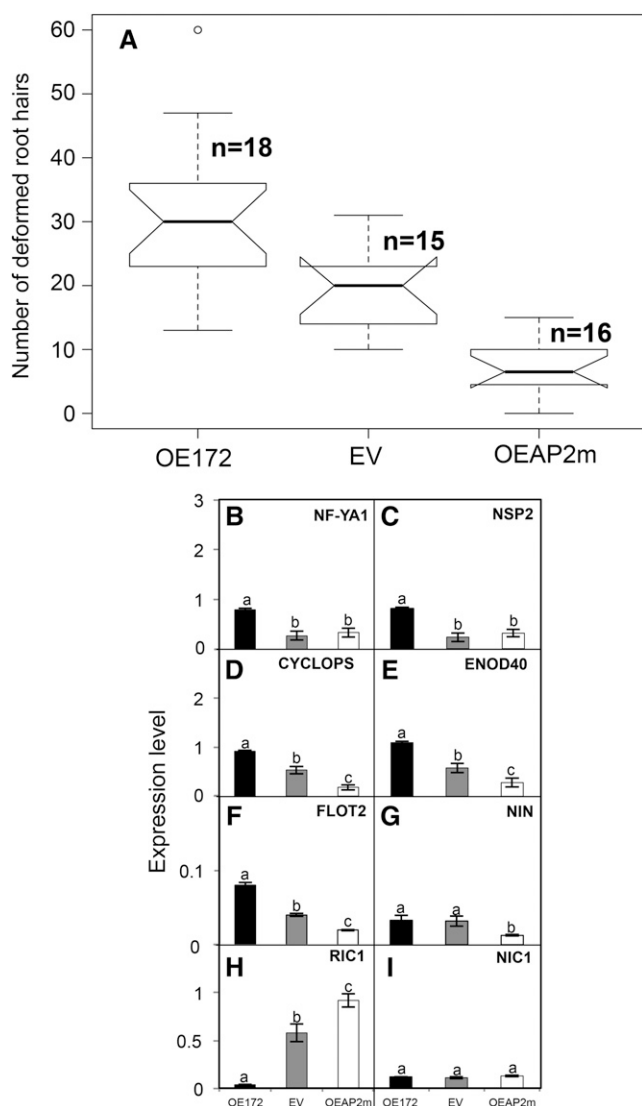 A
Number of deformed root hairs
60
50
40
30
20
10
0
n=18
n=15
n=16
OE172 EV OEAP2m
Expression level
B NF-YA1
3
2
1
0
a b b
C NSP2
a b b
D CYCLOPS
2
1
0
a b c
E ENOD40
a b c
F FLOT2
0.1
0
a b c
G NIN
a a b
H RIC1
1
0.5
0
a b c
I NIC1
a a a
OE172 EV OEAP2m OE172 EV OEAP2m